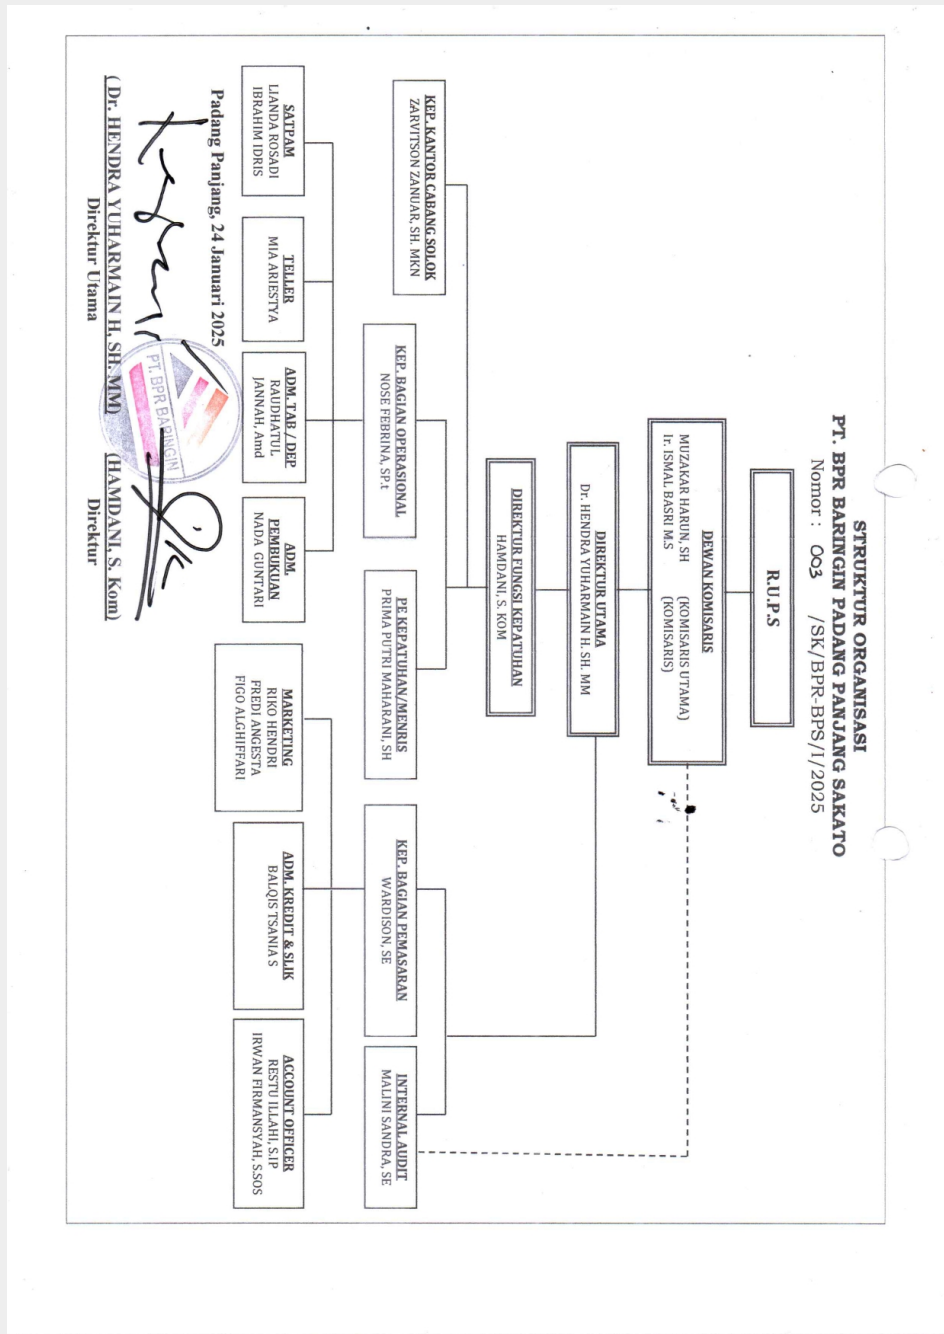 STRUKTUR ORGANISASI
PT. BPR BARINGIN PADANG PANJANG SAKATO
Nomor : 003 /SK/BPR-BPS/I/2025
R.U.P.S
DEWAN KOMISARIS
MUZAKAR HARUN, SH (KOMISARIS UTAMA)
Ir. ISMAL BASRI M.S (KOMISARIS)
DIREKTUR UTAMA
Dr. HENDRA YUHARMAIN H. SH. MM
DIREKTUR FUNGSI KEPATUHAN
HAMDANI, S. KOM
KEP. KANTOR CABANG SOLOK
ZARVITSON ZANUAR, SH. MKN
KEP. BAGIAN OPERASIONAL
NOSE FEBRINA, SP.t
PE KEPATUHAN/MENRIS
PRIMA PUTRI MAHARANI, SH
KEP. BAGIAN PEMASARAN
WARDISON, SE
INTERNAL AUDIT
MALINI SANDRA, SE
SATPAM
LIANDA ROSADI
IBRAHIM IDRIS
TELLER
MIA ARIESTYA
ADM. TAB / DEP
RAUDHATUL
JANNAH, Amd
ADM.
PEMBUKUAN
NADA GUNTARI
MARKETING
RIKO HENDRI
FREDI ANGESTA
FIGO ALGHIFFARI
ADM. KREDIT & SLIK
BALQIS TSANIA S
ACCOUNT OFFICER
RESTU ILLAHI, S.IP
IRWAN FIRMANSYAH, S.SOS
Padang Panjang, 24 Januari 2025
PT. BPR BARINGIN
( Dr. HENDRA YUHARMAIN H, SH. MM) (HAMDANI, S. Kom)
Direktur Utama Direktur